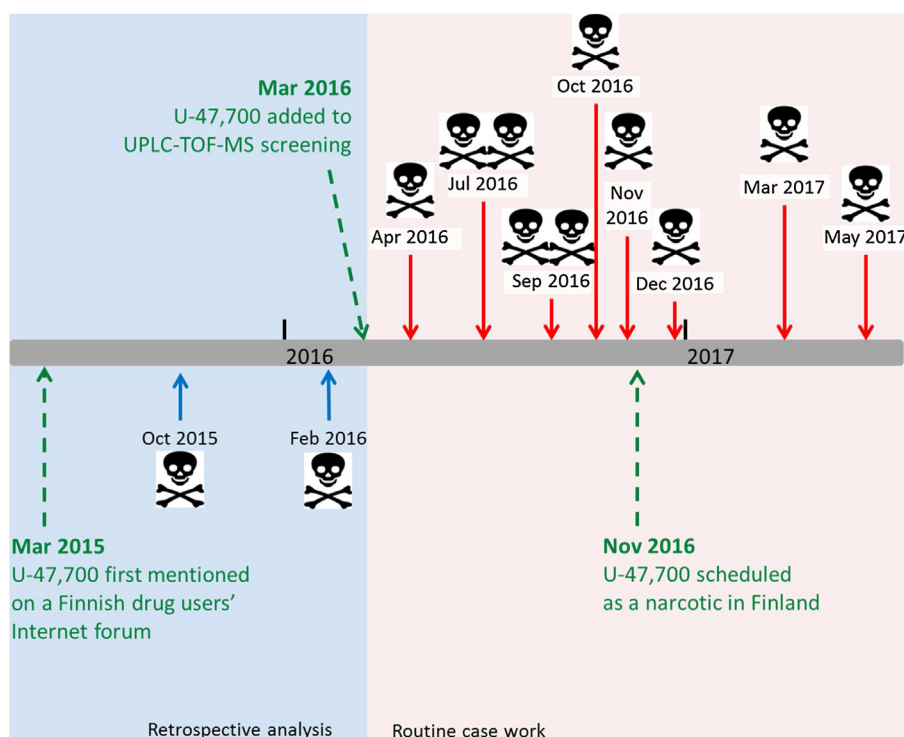 Oct 2016
Mar 2016
U-47,700 added to
UPLC-TOF-MS screening
Jul 2016
Nov
2016
Mar 2017
Apr 2016
May 2017
Sep 2016
Dec 2016
2016
2017
Oct 2015
Feb 2016
Mar 2015
U-47,700 first mentioned
on a Finnish drug users'
Internet forum
Nov 2016
U-47,700 scheduled
as a narcotic in Finland
Retrospective analysis
Routine case work